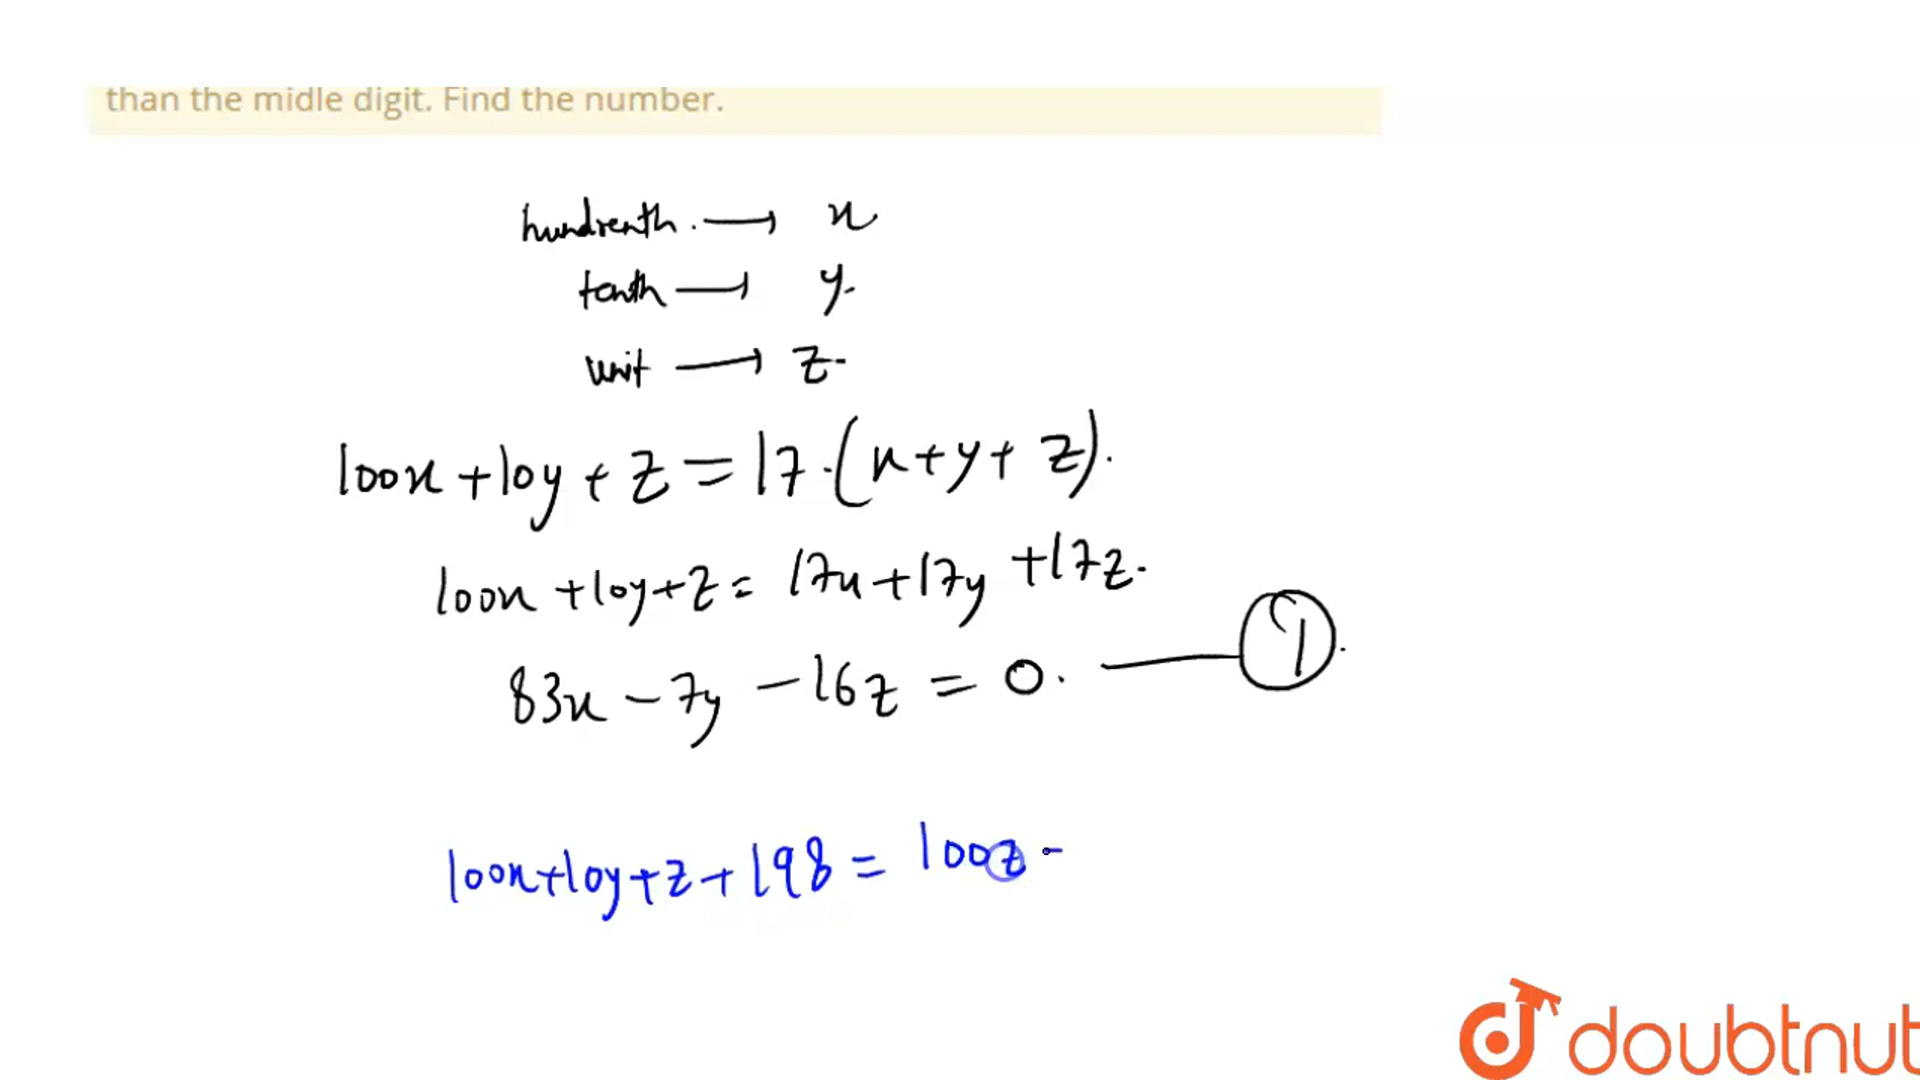 than the midle digit. Find the number.
hundrenth. → x
tenth → y.
unit → z.
100x + 10y + z = 17.(x + y + z).
100x + 10y + z = 17x + 17y + 17z.
83x - 7y - 16z = 0. — 1
100x + 10y + z + 198 = 100z -
doubtnut